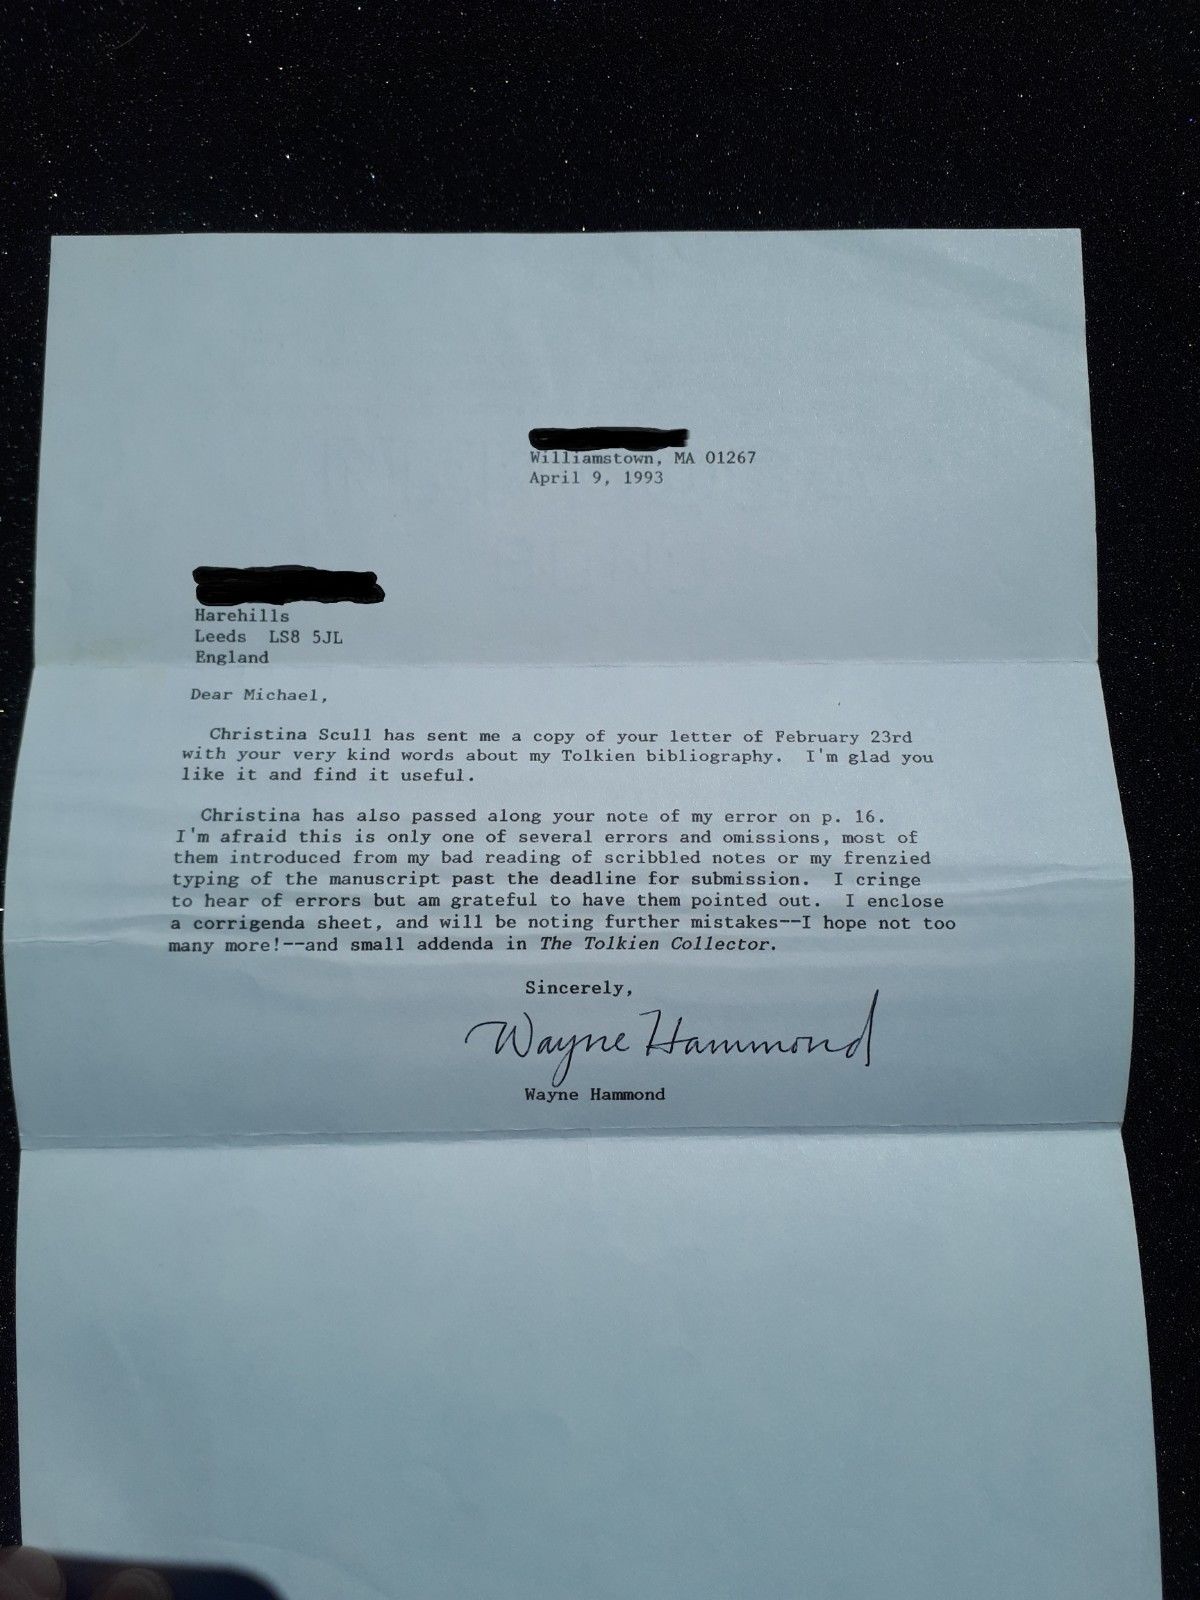 Williamstown, MA 01267
April 9, 1993
Harehills
Leeds  LS8 5JL
England
Dear Michael,
Christina Scull has sent me a copy of your letter of February 23rd
with your very kind words about my Tolkien bibliography.  I'm glad you
like it and find it useful.
Christina has also passed along your note of my error on p. 16.
I'm afraid this is only one of several errors and omissions, most of
them introduced from my bad reading of scribbled notes or my frenzied
typing of the manuscript past the deadline for submission.  I cringe
to hear of errors but am grateful to have them pointed out.  I enclose
a corrigenda sheet, and will be noting further mistakes--I hope not too
many more!--and small addenda in The Tolkien Collector.
Sincerely,
Wayne Hammond
Wayne Hammond